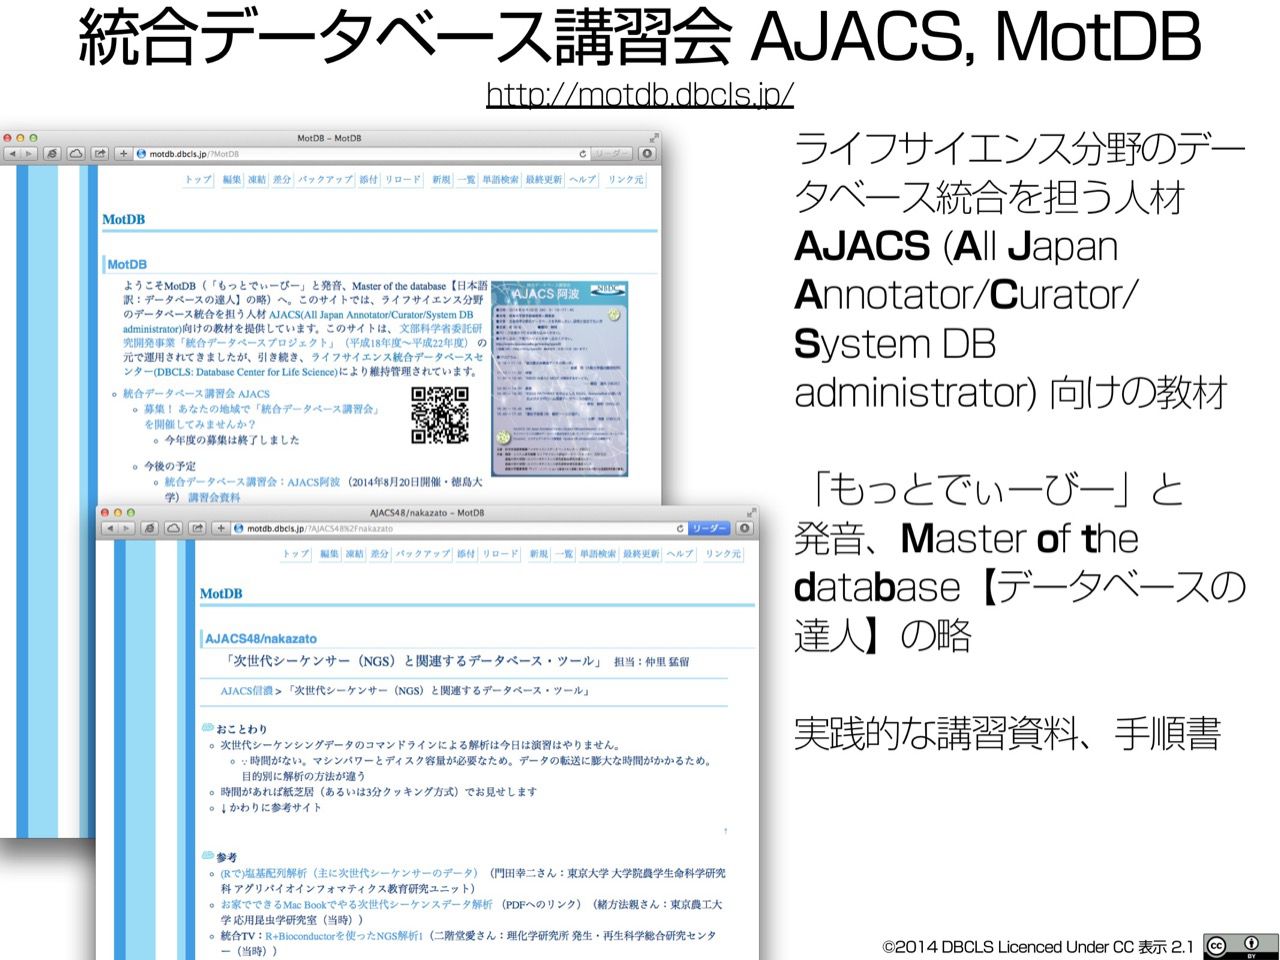 統合データベース講習会 AJACS, MotDB
http://motdb.dbcls.jp/
MotDB – MotDB
motdb.dbcls.jp/?MotDB
リーダー
トップ 編集 凍結 差分 バックアップ 添付 リロード 新規 一覧 単語検索 最終更新 ヘルプ リンク元
MotDB
MotDB
ようこそMotDB（「もっとでぃーびー」と発音、Master of the database【日本語
訳：データベースの達人】の略）へ。このサイトでは、ライフサイエンス分野
のデータベース統合を担う人材 AJACS(All Japan Annotator/Curator/System DB
administrator)向けの教材を提供しています。このサイトは、文部科学省委託研
究開発事業「統合データベースプロジェクト」（平成18年度〜平成22年度） の
元で運用されてきましたが、引き続き、ライフサイエンス統合データベースセ
ンター(DBCLS: Database Center for Life Science)により維持管理されています。
AJACS 阿波
NBDC
統合データベース講習会 AJACS
募集！ あなたの地域で「統合データベース講習会」
を開催してみませんか？
今年度の募集は終了しました
今後の予定
統合データベース講習会：AJACS阿波 （2014年8月20日開催・徳島大
学） 講習会資料
AJACS48/nakazato – MotDB
motdb.dbcls.jp/?AJACS48%2Fnakazato
リーダー
トップ 編集 凍結 差分 バックアップ 添付 リロード 新規 一覧 単語検索 最終更新 ヘルプ リンク元
MotDB
AJACS48/nakazato
「次世代シーケンサー（NGS）と関連するデータベース・ツール」 担当：仲里 猛留
AJACS信濃 > 「次世代シーケンサー（NGS）と関連するデータベース・ツール」
おことわり
次世代シーケンシングデータのコマンドラインによる解析は今日は演習はやりません。
∵ 時間がない。マシンパワーとディスク容量が必要なため。データの転送に膨大な時間がかかるため。
目的別に解析の方法が違う
時間があれば紙芝居（あるいは3分クッキング方式）でお見せします
↓かわりに参考サイト
↑
参考
(Rで)塩基配列解析（主に次世代シーケンサーのデータ） （門田幸二さん：東京大学 大学院農学生命科学研究
科 アグリバイオインフォマティクス教育研究ユニット）
お家でできるMac Bookでやる次世代シーケンスデータ解析 （PDFへのリンク）（緒方法親さん：東京農工大
学 応用昆虫学研究室（当時））
統合TV：R+Bioconductorを使ったNGS解析1（二階堂愛さん：理化学研究所 発生・再生科学総合研究センタ
ー（当時））
ライフサイエンス分野のデー
タベース統合を担う人材
AJACS (All Japan
Annotator/Curator/
System DB
administrator) 向けの教材
「もっとでぃーびー」と
発音、Master of the
database【データベースの
達人】の略
実践的な講習資料、手順書
©2014 DBCLS Licenced Under CC 表示 2.1
cc
BY